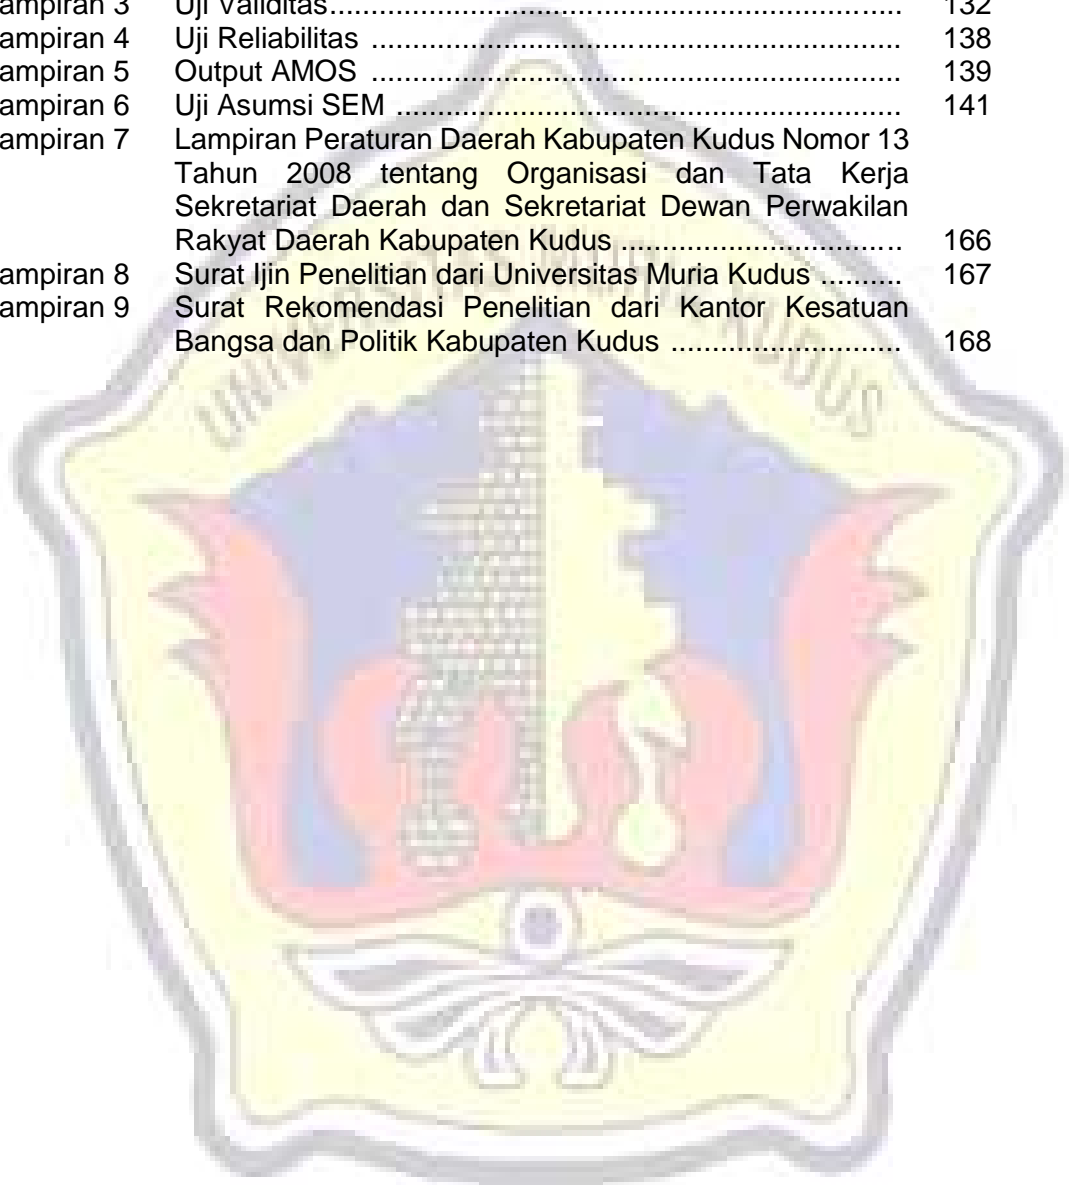 ampiran 3 Uji Validitas...................................................................... 132
ampiran 4 Uji Reliabilitas ................................................................. 138
ampiran 5 Output AMOS ................................................................. 139
ampiran 6 Uji Asumsi SEM .............................................................. 141
ampiran 7 Lampiran Peraturan Daerah Kabupaten Kudus Nomor 13
Tahun 2008 tentang Organisasi dan Tata Kerja
Sekretariat Daerah dan Sekretariat Dewan Perwakilan
Rakyat Daerah Kabupaten Kudus .................................. 166
ampiran 8 Surat Ijin Penelitian dari Universitas Muria Kudus .......... 167
ampiran 9 Surat Rekomendasi Penelitian dari Kantor Kesatuan
Bangsa dan Politik Kabupaten Kudus ............................ 168
UNIVERSITAS MURIA KUDUS